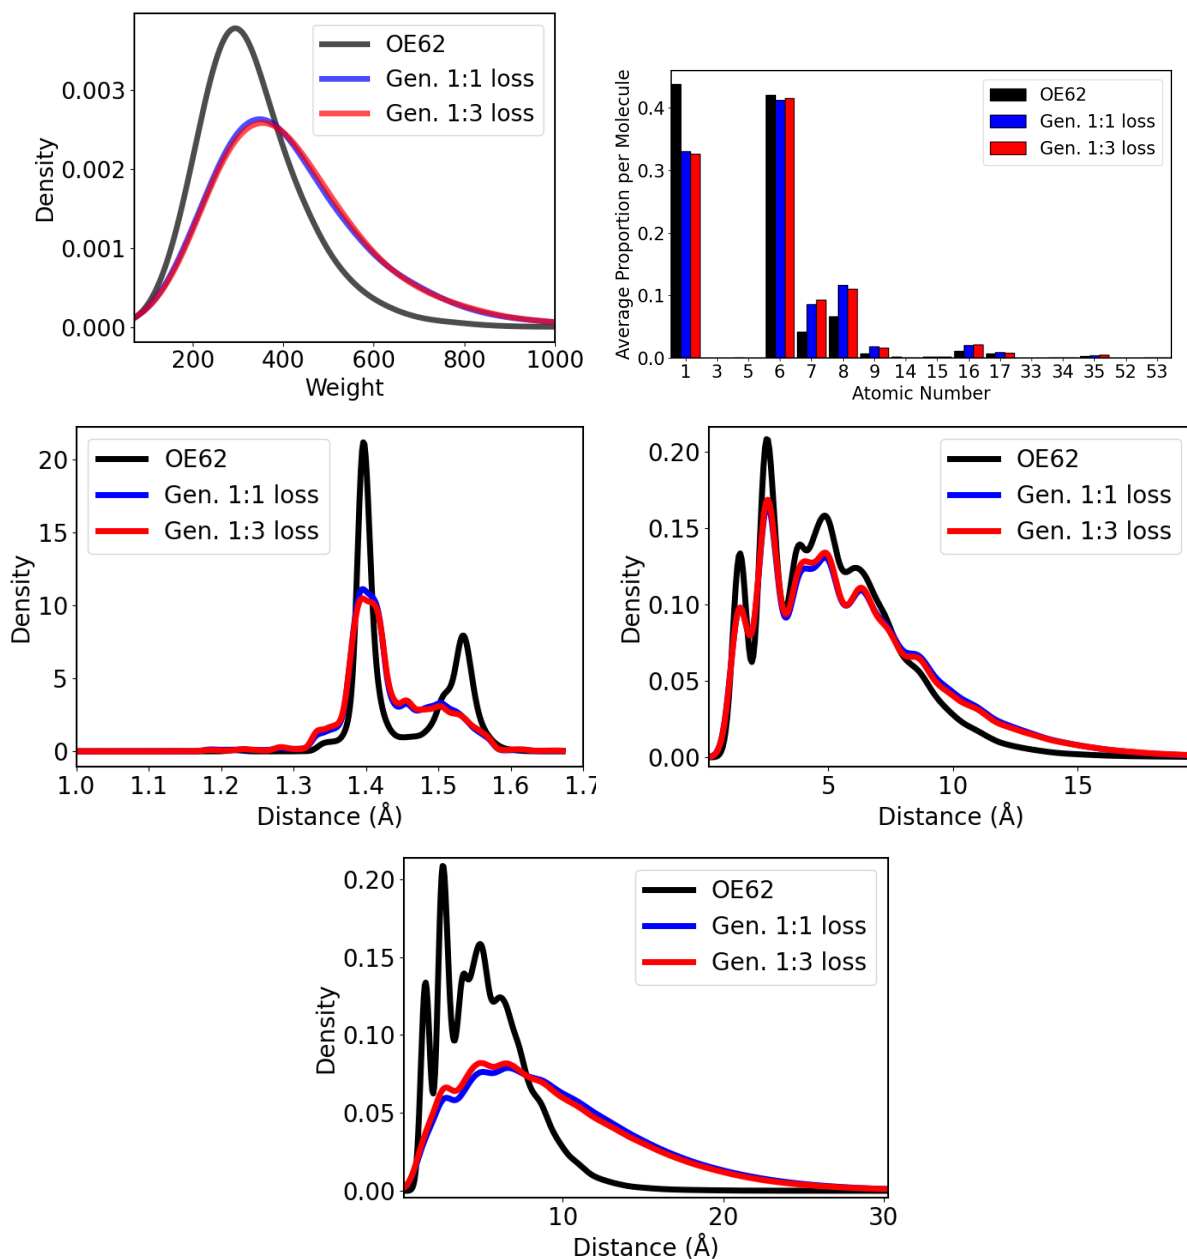 OE62
Gen. 1:1 loss
Gen. 1:3 loss
0.003
0.002
0.001
0.000
Density
200 400 600 800 1000
Weight
OE62
Gen. 1:1 loss
Gen. 1:3 loss
0.4
0.3
0.2
0.1
0.0
Average Proportion per Molecule
1 3 5 6 7 8 9 14 15 16 17 33 34 35 52 53
Atomic Number
OE62
Gen. 1:1 loss
Gen. 1:3 loss
20
15
10
5
0
Density
1.0 1.1 1.2 1.3 1.4 1.5 1.6 1.7
Distance (Å)
OE62
Gen. 1:1 loss
Gen. 1:3 loss
0.20
0.15
0.10
0.05
0.00
Density
5 10 15
Distance (Å)
OE62
Gen. 1:1 loss
Gen. 1:3 loss
0.20
0.15
0.10
0.05
0.00
Density
10 20 30
Distance (Å)